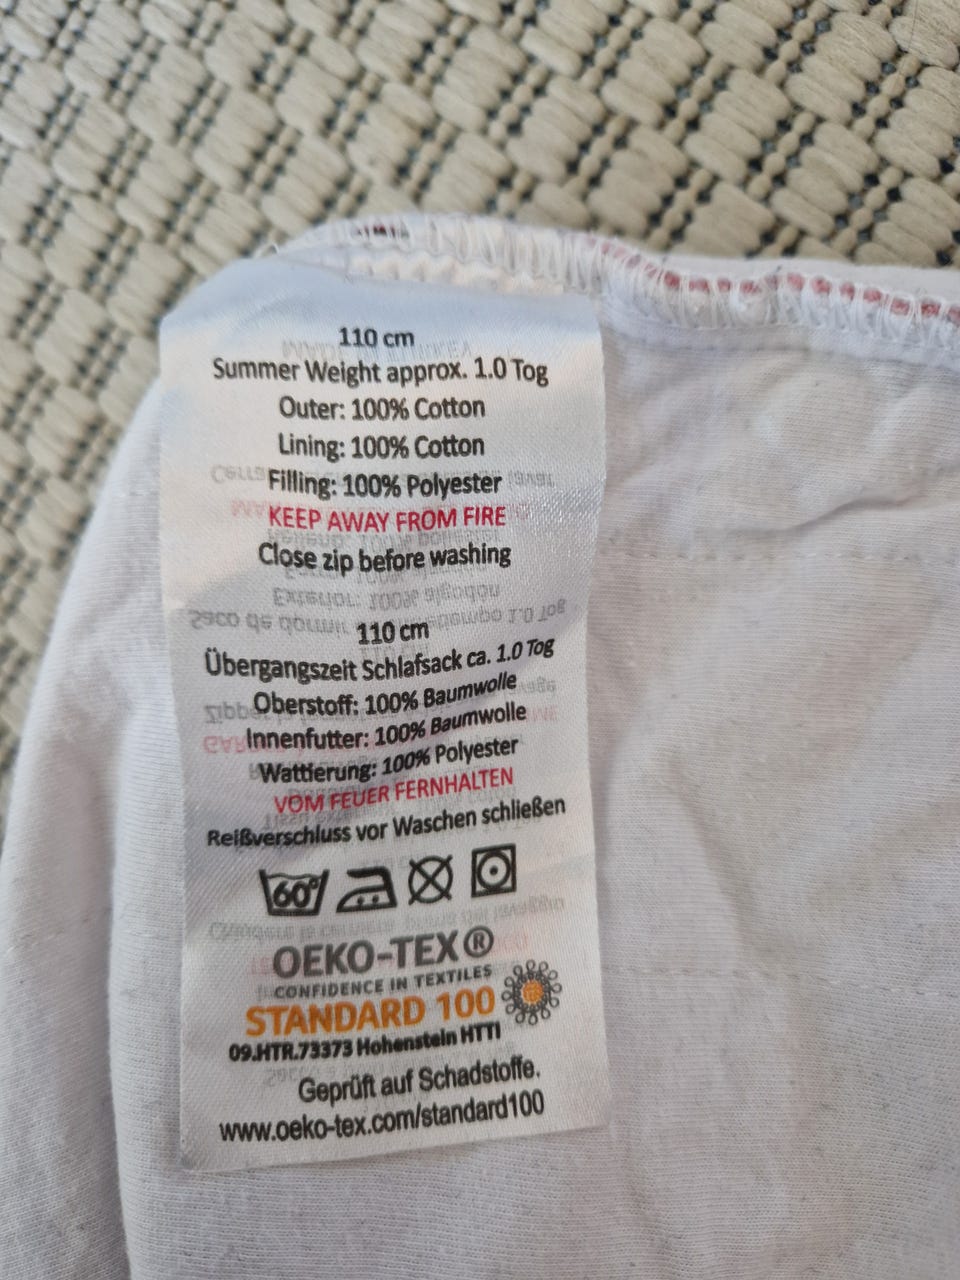 110 cm
Summer Weight approx. 1.0 Tog
Outer: 100% Cotton
Lining: 100% Cotton
Filling: 100% Polyester
KEEP AWAY FROM FIRE
Close zip before washing
110 cm
Übergangszeit Schlafsack ca. 1.0 Tog
Oberstoff: 100% Baumwolle
Innenfutter: 100% Baumwolle
Wattierung: 100% Polyester
VOM FEUER FERNHALTEN
Reißverschluss vor Waschen schließen
60°
OEKO-TEX®
CONFIDENCE IN TEXTILES
STANDARD 100
09.HTR.73373 Hohenstein HTTI
Geprüft auf Schadstoffe.
www.oeko-tex.com/standard100